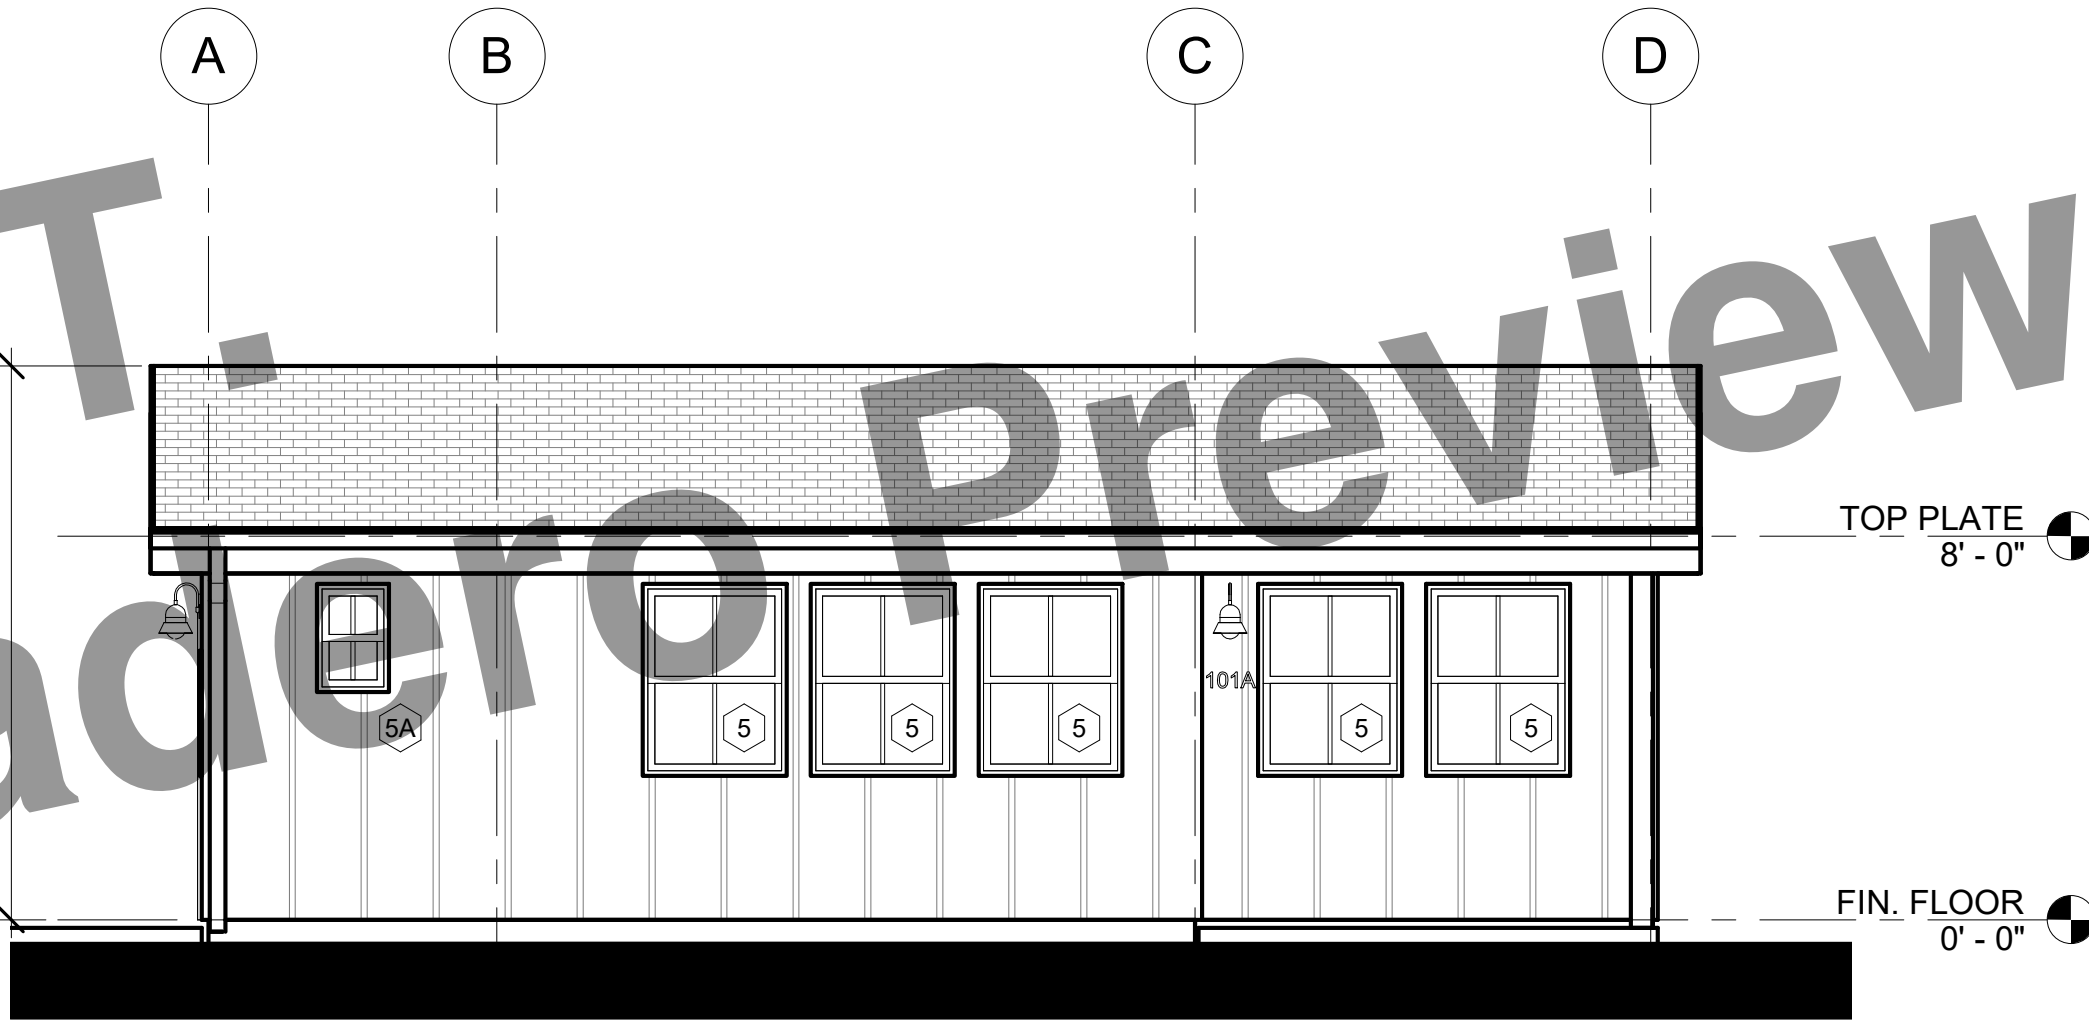 A B C D
T.
adero Preview
TOP PLATE
8' - 0"
101A
5A 5 5 5 5 5
FIN. FLOOR
0' - 0"